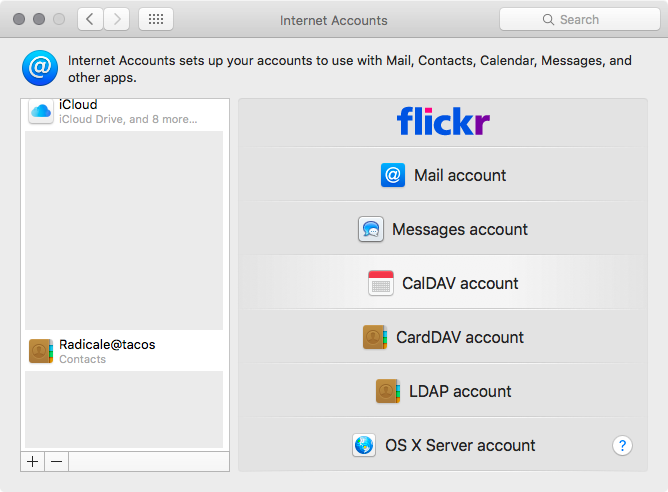 Internet Accounts
Search
Internet Accounts sets up your accounts to use with Mail, Contacts, Calendar, Messages, and
other apps.
iCloud
iCloud Drive, and 8 more...
Radicale@tacos
Contacts
flickr
@ Mail account
Messages account
CalDAV account
CardDAV account
LDAP account
OS X Server account
?